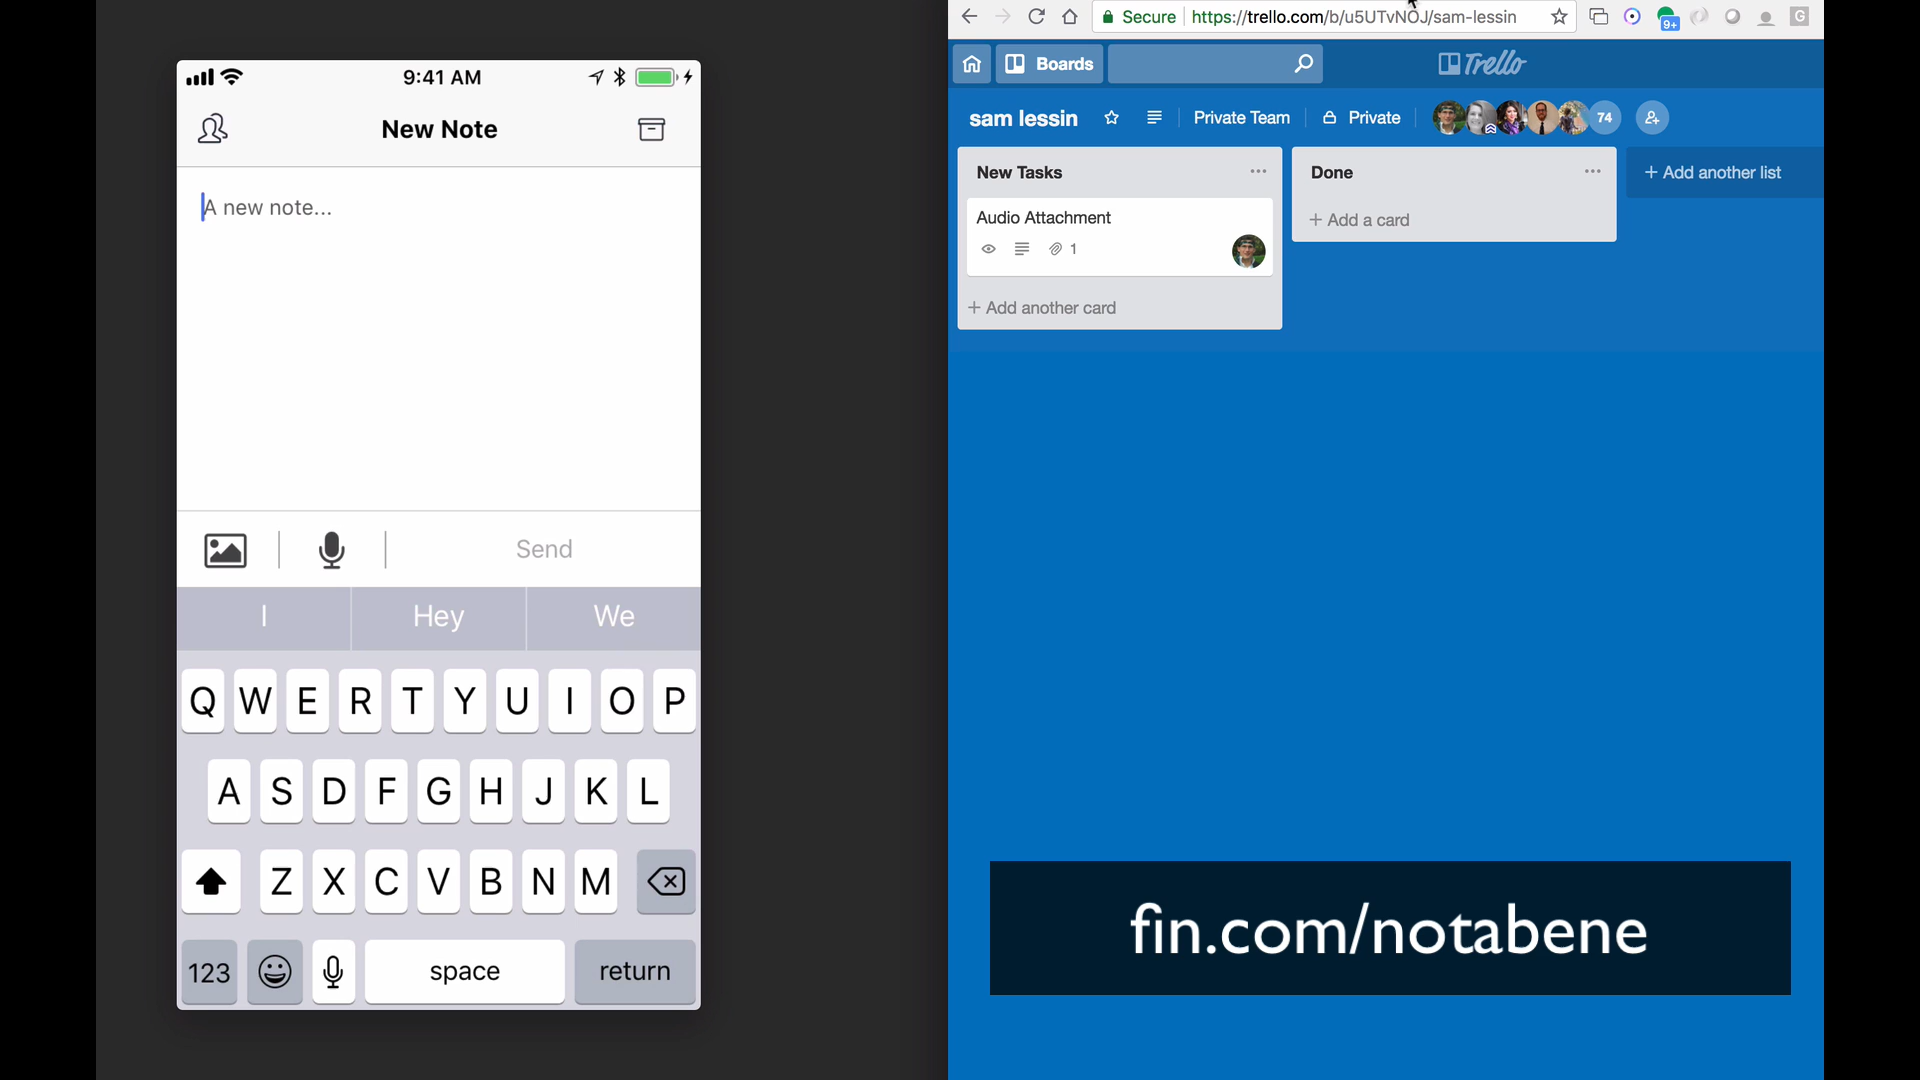 9:41 AM
New Note
A new note...
Send
I
Hey
We
Q W E R T Y U I O P
A S D F G H J K L
Z X C V B N M
123
space
return
Secure
https://trello.com/b/u5UTvNOJ/sam-lessin
9+
G
Boards
Trello
sam lessin
Private Team
Private
74
New Tasks
Audio Attachment
1
+ Add another card
Done
+ Add a card
+ Add another list
fin.com/notabene